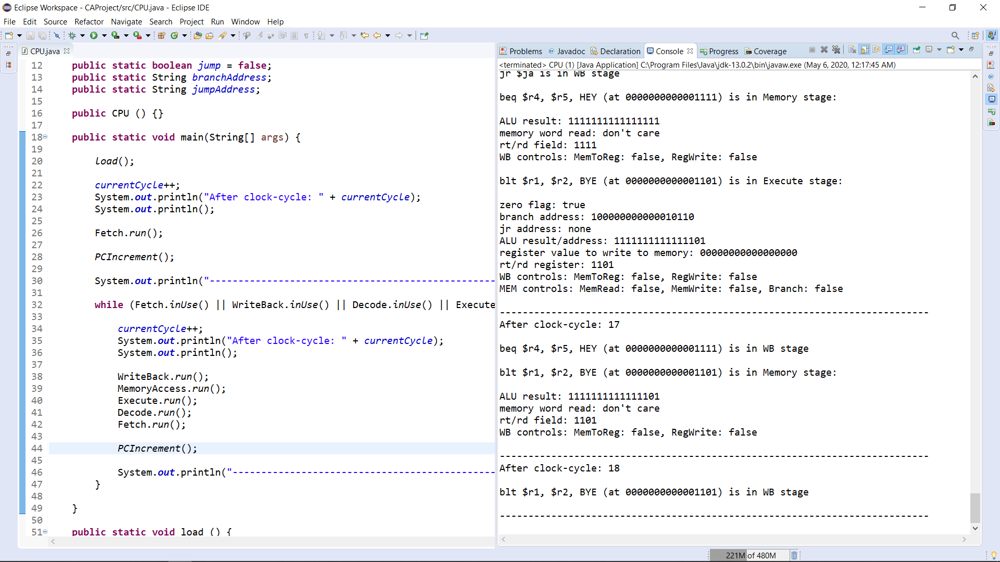 Eclipse Workspace - CAProject/src/CPU.java - Eclipse IDE
File Edit Source Refactor Navigate Search Project Run Window Help
CPU.java
12 public static boolean jump = false;
13 public static String branchAddress;
14 public static String jumpAddress;
15
16 public CPU () {}
17
18 public static void main(String[] args) {
19
20 load();
21
22 currentCycle++;
23 System.out.println("After clock-cycle: " + currentCycle);
24 System.out.println();
25
26 Fetch.run();
27
28 PCIncrement();
29
30 System.out.println("--------------------------------------------------
31
32 while (Fetch.inUse() || WriteBack.inUse() || Decode.inUse() || Execute
33
34 currentCycle++;
35 System.out.println("After clock-cycle: " + currentCycle);
36 System.out.println();
37
38 WriteBack.run();
39 MemoryAccess.run();
40 Execute.run();
41 Decode.run();
42 Fetch.run();
43
44 PCIncrement();
45
46 System.out.println("----------------------------------------------
47 }
48
49 }
50
51 public static void load () {
Problems @ Javadoc Declaration Console Progress Coverage
<terminated> CPU (1) [Java Application] C:\Program Files\Java\jdk-13.0.2\bin\javaw.exe (May 6, 2020, 12:17:45 AM)
jr $ja is in WB stage
beq $r4, $r5, HEY (at 0000000000001111) is in Memory stage:
ALU result: 1111111111111111
memory word read: don't care
rt/rd field: 1111
WB controls: MemToReg: false, RegWrite: false
blt $r1, $r2, BYE (at 0000000000001101) is in Execute stage:
zero flag: true
branch address: 100000000000010110
jr address: none
ALU result/address: 1111111111111101
register value to write to memory: 00000000000000000
rt/rd register: 1101
WB controls: MemToReg: false, RegWrite: false
MEM controls: MemRead: false, MemWrite: false, Branch: false
---------------------------------------------------------------------------
After clock-cycle: 17
beq $r4, $r5, HEY (at 0000000000001111) is in WB stage
blt $r1, $r2, BYE (at 0000000000001101) is in Memory stage:
ALU result: 1111111111111101
memory word read: don't care
rt/rd field: 1101
WB controls: MemToReg: false, RegWrite: false
---------------------------------------------------------------------------
After clock-cycle: 18
blt $r1, $r2, BYE (at 0000000000001101) is in WB stage
---------------------------------------------------------------------------
221M of 480M